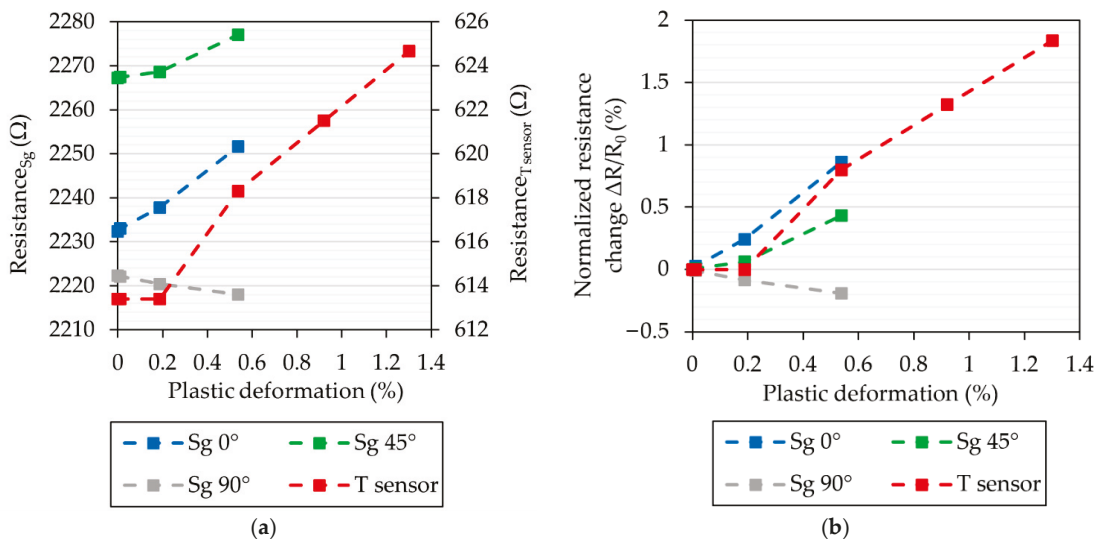 2280
2270
2260
2250
2240
2230
2220
2210
Resistance_Sg (Ω)
626
624
622
620
618
616
614
612
Resistance_T sensor (Ω)
0 0.2 0.4 0.6 0.8 1 1.2 1.4
Plastic deformation (%)
Sg 0° Sg 45°
Sg 90° T sensor
(a)
Normalized resistance
change ΔR/R₀ (%)
2
1.5
1
0.5
0
−0.5
0 0.2 0.4 0.6 0.8 1 1.2 1.4
Plastic deformation (%)
Sg 0° Sg 45°
Sg 90° T sensor
(b)